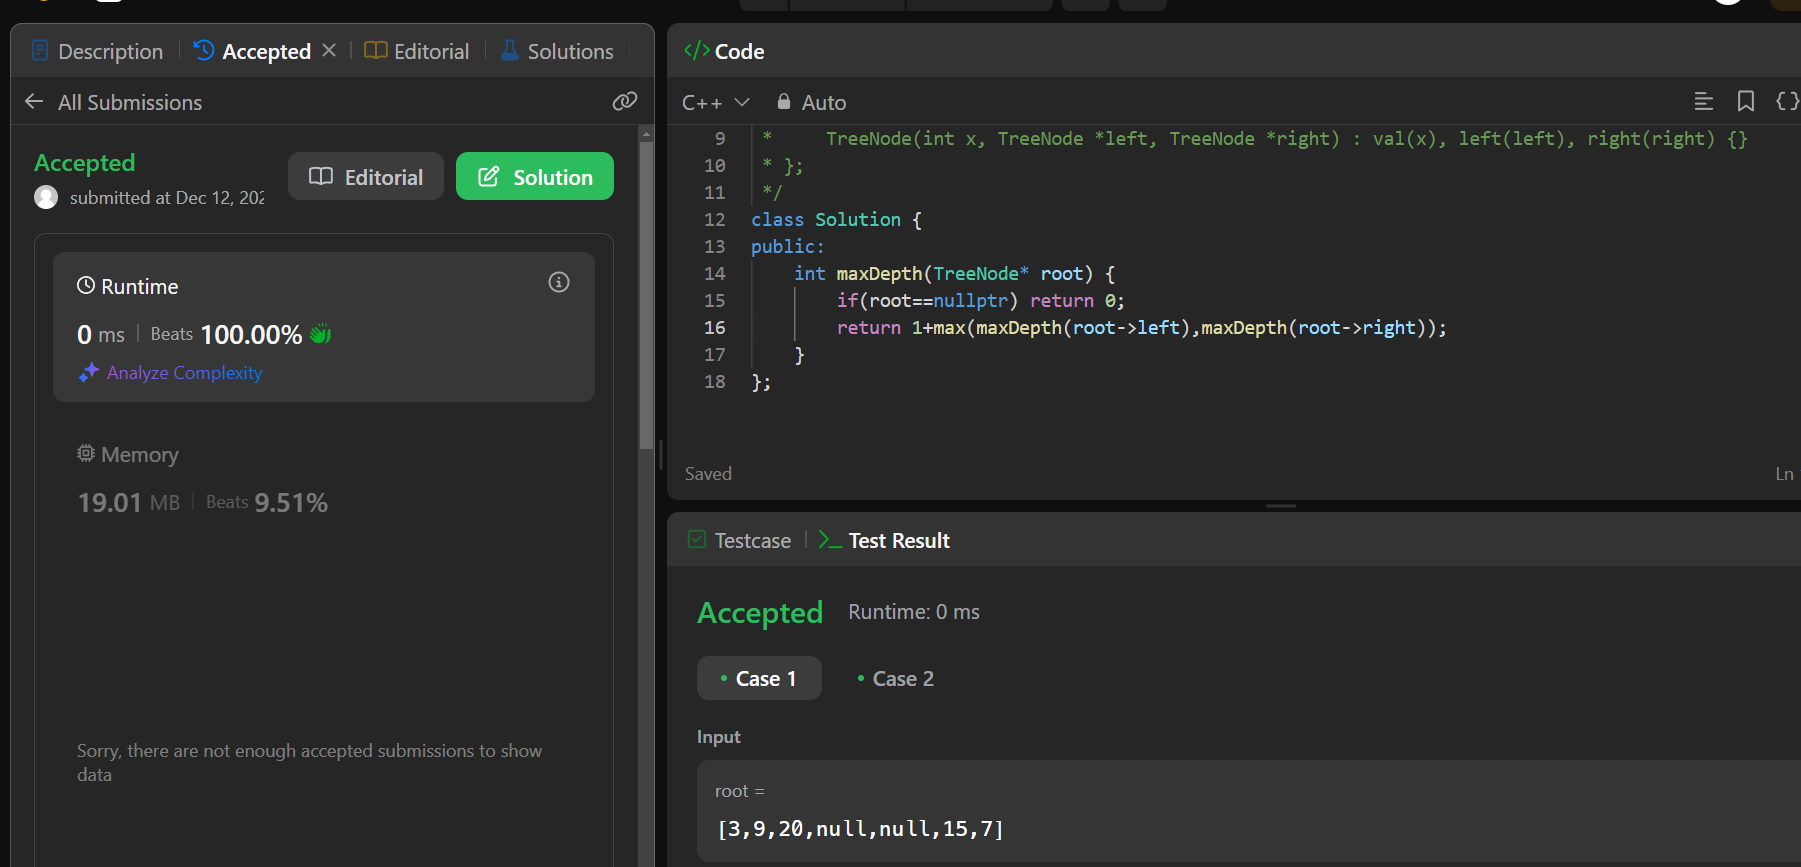 Description
Accepted
Editorial
Solutions
All Submissions
Accepted
submitted at Dec 12, 202
Editorial
Solution
Runtime
0 ms | Beats 100.00%
Analyze Complexity
Memory
19.01 MB | Beats 9.51%
Sorry, there are not enough accepted submissions to show
data
</> Code
C++
Auto
9 *     TreeNode(int x, TreeNode *left, TreeNode *right) : val(x), left(left), right(right) {}
10 * };
11 */
12 class Solution {
13 public:
14     int maxDepth(TreeNode* root) {
15         if(root==nullptr) return 0;
16         return 1+max(maxDepth(root->left),maxDepth(root->right));
17     }
18 };
Saved
Ln
Testcase
Test Result
Accepted
Runtime: 0 ms
Case 1
Case 2
Input
root =
[3,9,20,null,null,15,7]